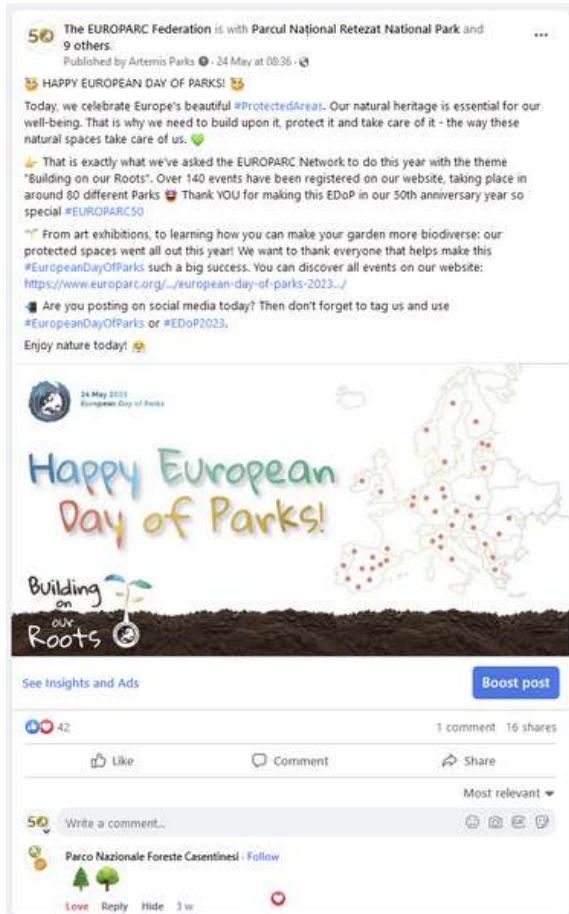 The EUROPARC Federation is with Parcul Național Retezat National Park and
9 others.
Published by Artemis Parks · 24 May at 08:36 ·
HAPPY EUROPEAN DAY OF PARKS!
Today, we celebrate Europe's beautiful #ProtectedAreas. Our natural heritage is essential for our
well-being. That is why we need to build upon it, protect it and take care of it - the way these
natural spaces take care of us.
That is exactly what we've asked the EUROPARC Network to do this year with the theme
"Building on our Roots". Over 140 events have been registered on our website, taking place in
around 80 different Parks Thank YOU for making this EDoP in our 50th anniversary year so
special #EUROPARC50
From art exhibitions, to learning how you can make your garden more biodiverse: our
protected spaces went all out this year! We want to thank everyone that helps make this
#EuropeanDayOfParks such a big success. You can discover all events on our website:
https://www.europarc.org/.../european-day-of-parks-2023.../
Are you posting on social media today? Then don't forget to tag us and use
#EuropeanDayOfParks or #EDoP2023.
Enjoy nature today!
24 May 2023
European Day of Parks
Happy European
Day of Parks!
Building
on
our
Roots
See Insights and Ads
Boost post
42
1 comment 16 shares
Like Comment Share
Most relevant
50
Write a comment...
Parco Nazionale Foreste Casentinesi · Follow
Love Reply Hide 3 w